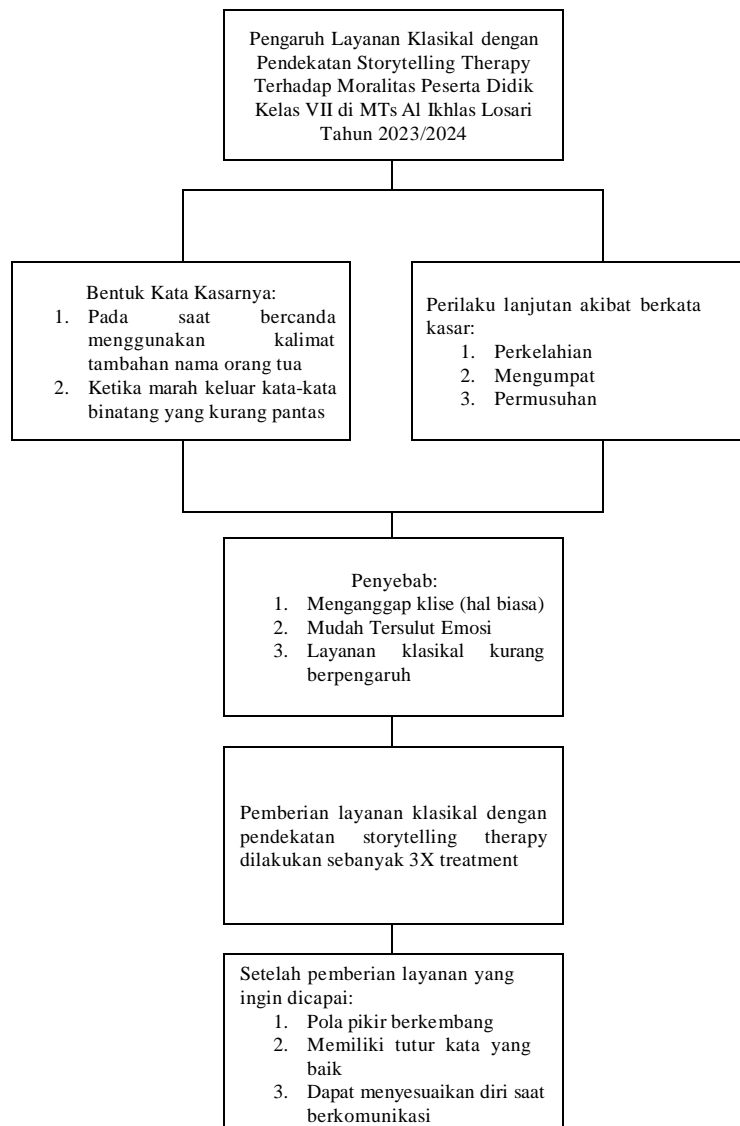 Pengaruh Layanan Klasikal dengan
Pendekatan Storytelling Therapy
Terhadap Moralitas Peserta Didik
Kelas VII di MTs Al Ikhlas Losari
Tahun 2023/2024
Bentuk Kata Kasarnya:
1. Pada saat bercanda
menggunakan kalimat
tambahan nama orang tua
2. Ketika marah keluar kata-kata
binatang yang kurang pantas
Perilaku lanjutan akibat berkata
kasar:
1. Perkelahian
2. Mengumpat
3. Permusuhan
Penyebab:
1. Menganggap klise (hal biasa)
2. Mudah Tersulut Emosi
3. Layanan klasikal kurang
berpengaruh
Pemberian layanan klasikal dengan
pendekatan storytelling therapy
dilakukan sebanyak 3X treatment
Setelah pemberian layanan yang
ingin dicapai:
1. Pola pikir berkembang
2. Memiliki tutur kata yang
baik
3. Dapat menyesuaikan diri saat
berkomunikasi